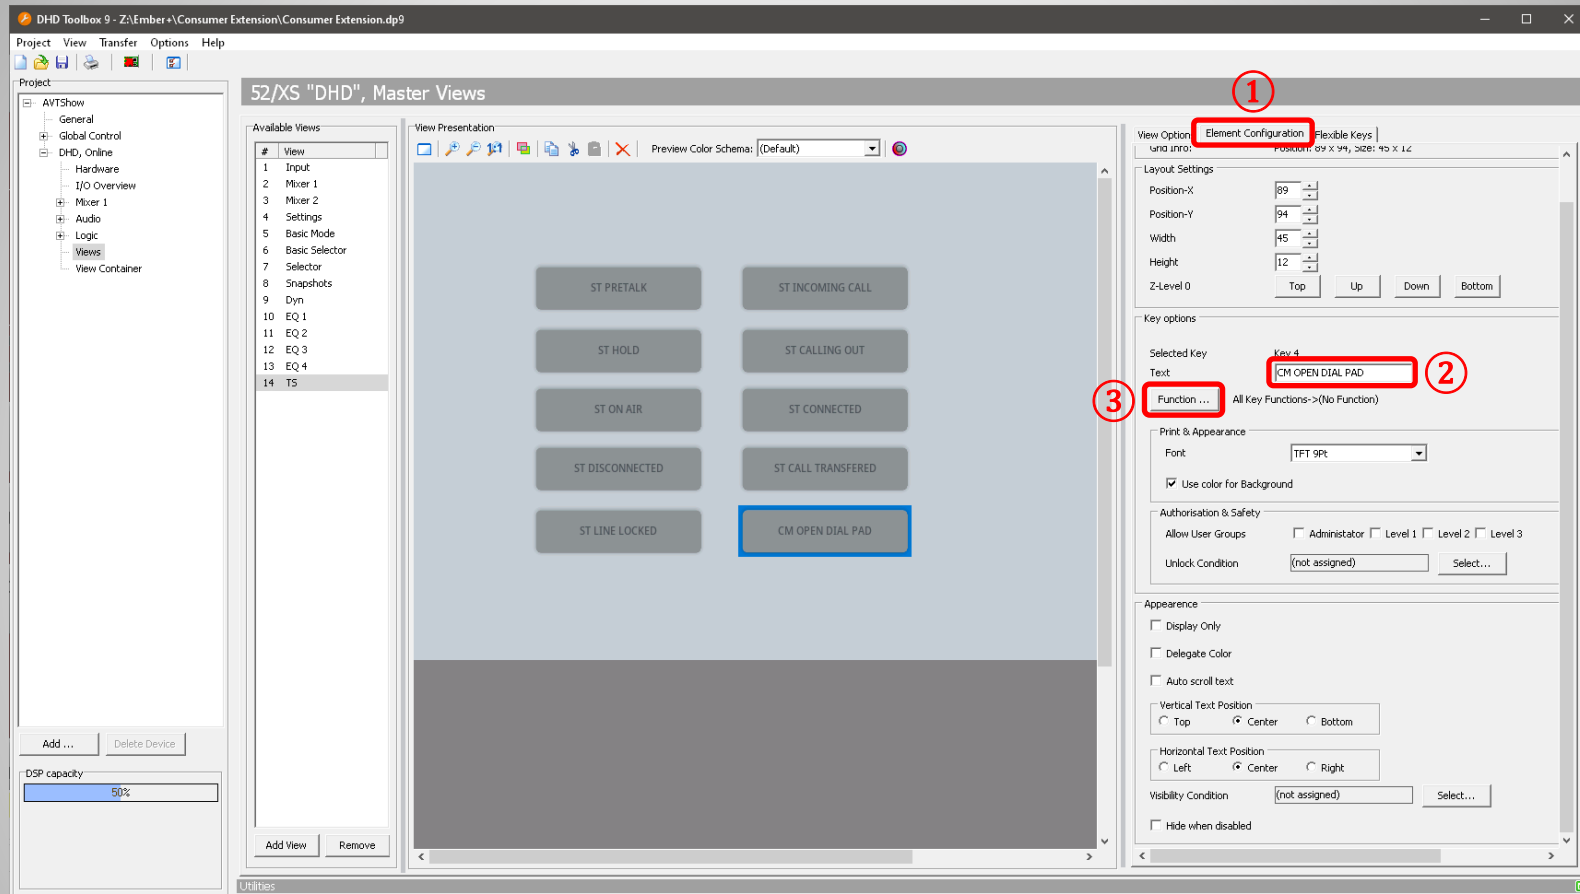 DHD Toolbox 9 - Z:\Ember+\Consumer Extension\Consumer Extension.dp9
Project View Transfer Options Help
Project
AVTShow
General
Global Control
DHD, Online
Hardware
I/O Overview
Mixer 1
Audio
Logic
Views
View Container
Add ...
Delete Device
DSP capacity
50%
52/XS "DHD", Master Views
Available Views
# View
1 Input
2 Mixer 1
3 Mixer 2
4 Settings
5 Basic Mode
6 Basic Selector
7 Selector
8 Snapshots
9 Dyn
10 EQ 1
11 EQ 2
12 EQ 3
13 EQ 4
14 TS
Add View
Remove
View Presentation
1:1
Preview Color Schema: (Default)
ST PRETALK
ST INCOMING CALL
ST HOLD
ST CALLING OUT
ST ON AIR
ST CONNECTED
ST DISCONNECTED
ST CALL TRANSFERED
ST LINE LOCKED
CM OPEN DIAL PAD
1
View Option
Element Configuration
Flexible Keys
Grid Info: Position: 89 x 94, Size: 45 x 12
Layout Settings
Position-X 89
Position-Y 94
Width 45
Height 12
Z-Level 0 Top Up Down Bottom
Key options
Selected Key Key 4
Text CM OPEN DIAL PAD 2
3 Function ... All Key Functions->(No Function)
Print & Appearance
Font TFT 9Pt
Use color for Background
Authorisation & Safety
Allow User Groups Administator Level 1 Level 2 Level 3
Unlock Condition (not assigned) Select...
Appearence
Display Only
Delegate Color
Auto scroll text
Vertical Text Position
Top Center Bottom
Horizontal Text Position
Left Center Right
Visibility Condition (not assigned) Select...
Hide when disabled
Utilities